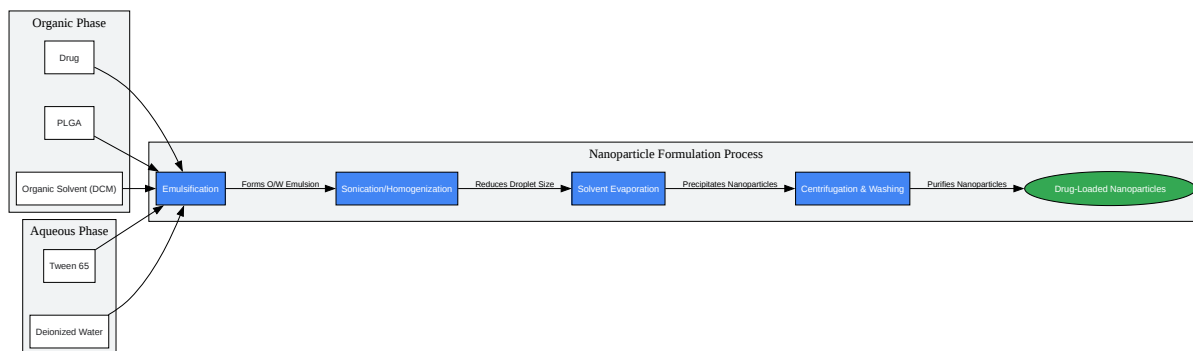 Organic Phase
Drug
PLGA
Organic Solvent (DCM)
Aqueous Phase
Tween 65
Deionized Water
Nanoparticle Formulation Process
Emulsification
Forms O/W Emulsion
Sonication/Homogenization
Reduces Droplet Size
Solvent Evaporation
Precipitates Nanoparticles
Centrifugation & Washing
Purifies Nanoparticles
Drug-Loaded Nanoparticles